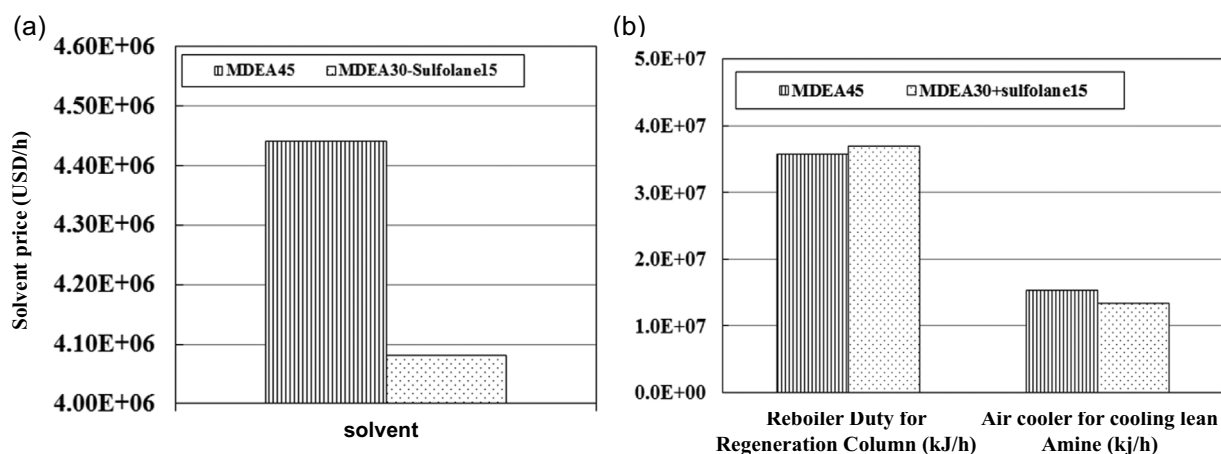 (a)
4.60E+06
4.50E+06
4.40E+06
4.30E+06
4.20E+06
4.10E+06
4.00E+06
Solvent price (USD/h)
MDEA45 MDEA30-Sulfolane15
solvent
(b)
5.0E+07
4.0E+07
3.0E+07
2.0E+07
1.0E+07
0.0E+00
MDEA45 MDEA30+sulfolane15
Reboiler Duty for
Regeneration Column (kJ/h)
Air cooler for cooling lean
Amine (kj/h)